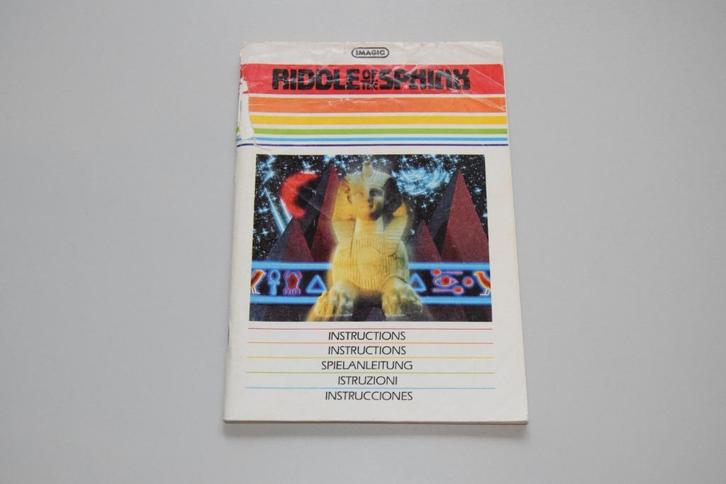 IMAGIC
RIDDLE OF THE SPHINX
INSTRUCTIONS
INSTRUCTIONS
SPIELANLEITUNG
ISTRUZIONI
INSTRUCCIONES